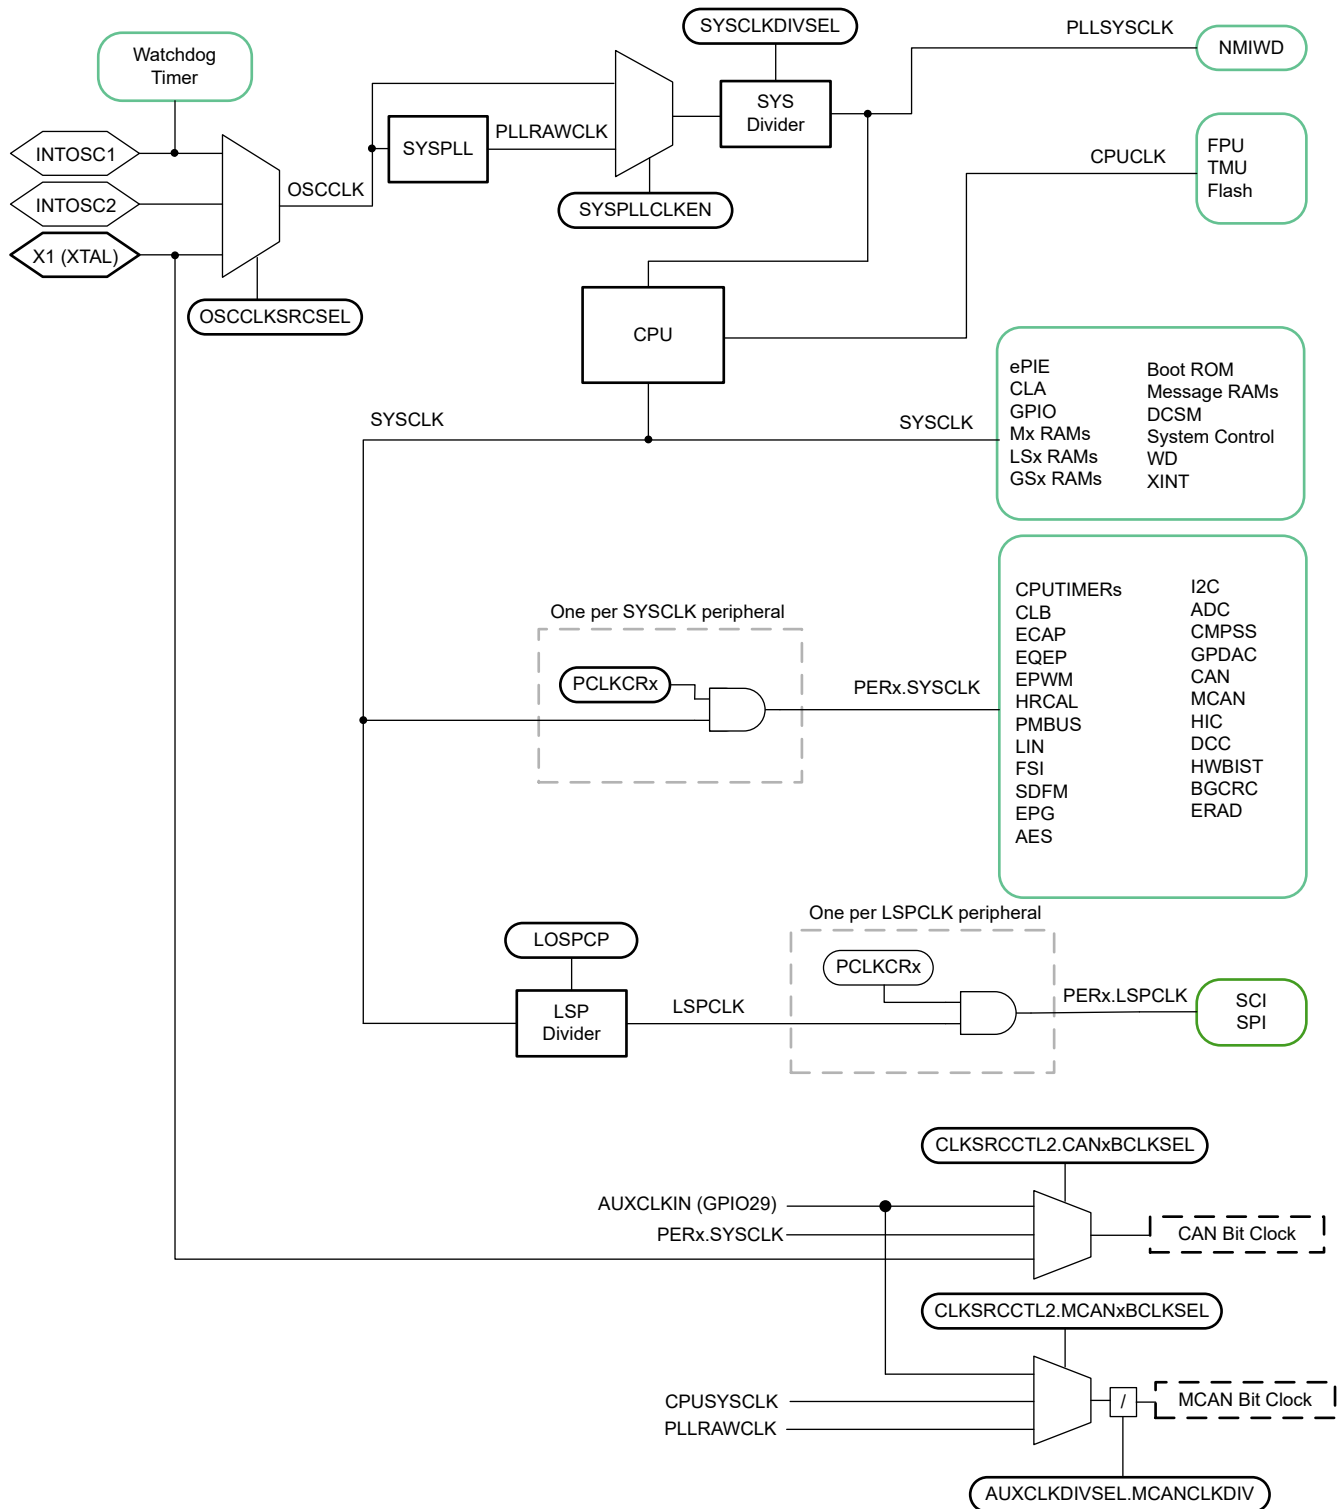 SYSCLKDIVSEL
PLLSYSCLK
NMIWD
Watchdog
Timer
SYS
Divider
PLLRAWCLK
SYSPLL
INTOSC1
OSCCLK
INTOSC2
SYSPLLCLKEN
X1 (XTAL)
OSCCLKSRCSEL
CPUCLK
FPU
TMU
Flash
CPU
SYSCLK
SYSCLK
ePIE
CLA
GPIO
Mx RAMs
LSx RAMs
GSx RAMs
Boot ROM
Message RAMs
DCSM
System Control
WD
XINT
One per SYSCLK peripheral
PCLKCRx
PERx.SYSCLK
CPUTIMERs
CLB
ECAP
EQEP
EPWM
HRCAL
PMBUS
LIN
FSI
SDFM
EPG
AES
I2C
ADC
CMPSS
GPDAC
CAN
MCAN
HIC
DCC
HWBIST
BGCRC
ERAD
One per LSPCLK peripheral
LOSPCP
PCLKCRx
LSP
Divider
LSPCLK
PERx.LSPCLK
SCI
SPI
CLKSRCCTL2.CANxBCLKSEL
AUXCLKIN (GPIO29)
PERx.SYSCLK
CAN Bit Clock
CLKSRCCTL2.MCANxBCLKSEL
CPUSYSCLK
PLLRAWCLK
/
MCAN Bit Clock
AUXCLKDIVSEL.MCANCLKDIV